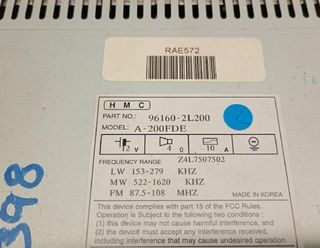 RAE572
HMC
PART NO.: 96160-2L200
MODEL: A-200FDE
12 V 4 Ω 10 A
Z4L7507502
FREQUENCY RANGE
LW 153-279 KHZ
MW 522-1620 KHZ
FM 87.5-108 MHZ
MADE IN KOREA
This device complies with part 15 of the FCC Rules.
Operation is Subject to the following two conditions:
(1) this device may not cause harmful interference, and
(2) the device must accept any interference received,
including interference that may cause undesired operation
398